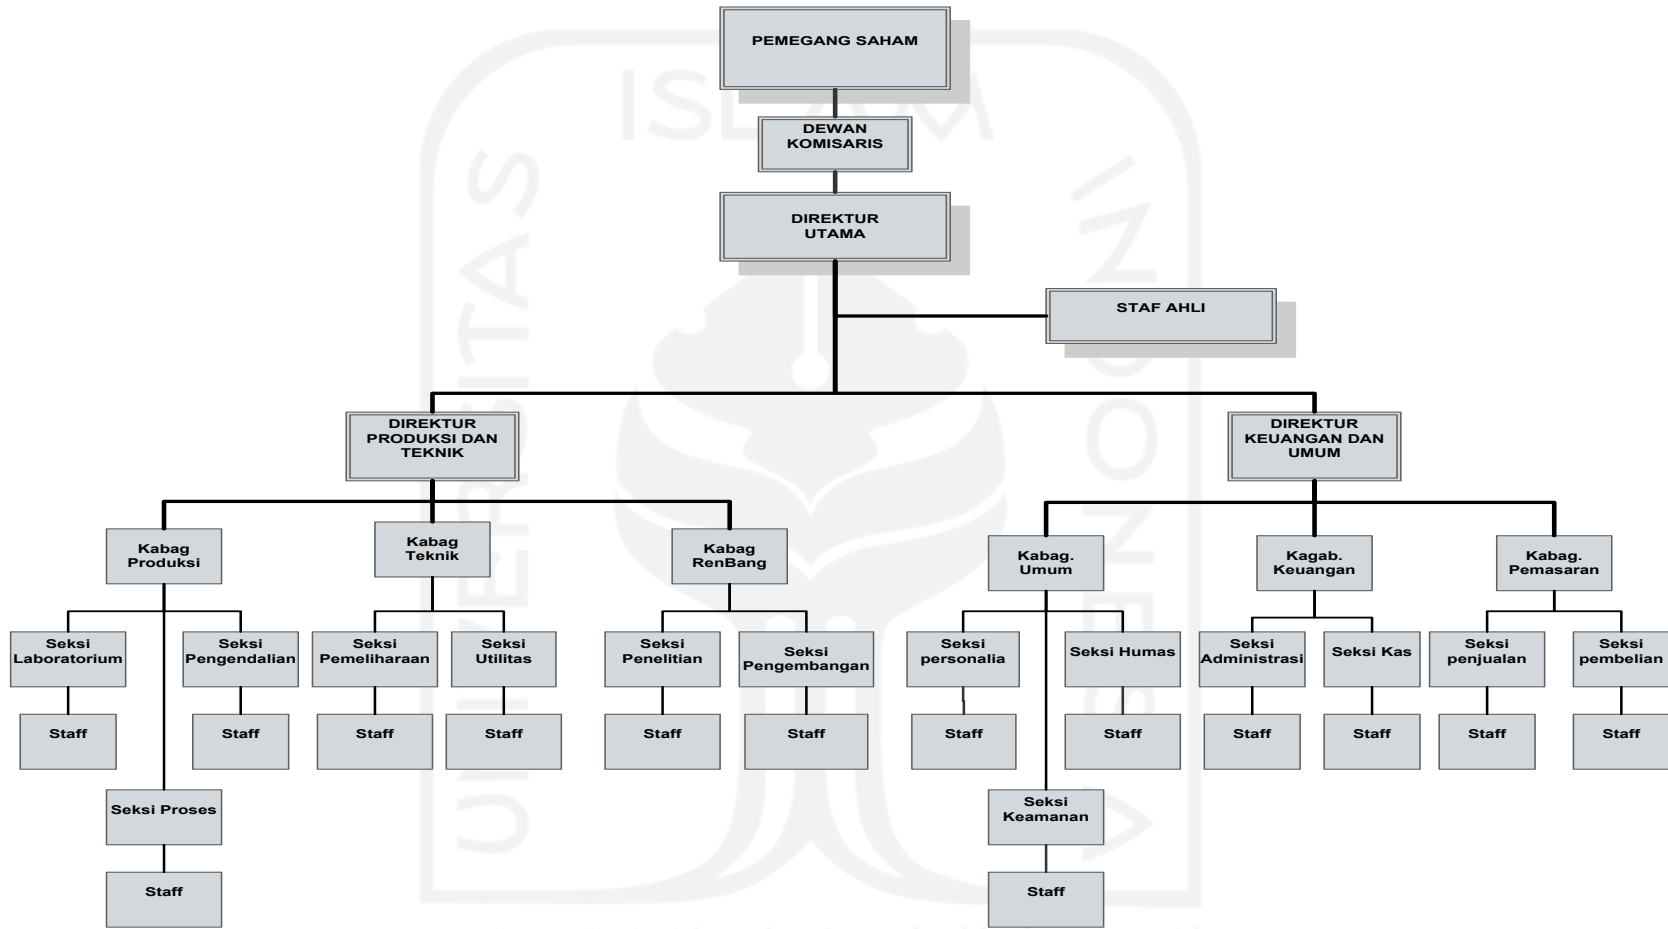 PEMEGANG SAHAM
DEWAN
KOMISARIS
DIREKTUR
UTAMA
STAF AHLI
DIREKTUR
PRODUKSI DAN
TEKNIK
DIREKTUR
KEUANGAN DAN
UMUM
Kabag
Produksi
Kabag
Teknik
Kabag
RenBang
Kabag.
Umum
Kagab.
Keuangan
Kabag.
Pemasaran
Seksi
Laboratorium
Seksi
Pengendalian
Seksi
Pemeliharaan
Seksi
Utilitas
Seksi
Penelitian
Seksi
Pengembangan
Seksi
personalia
Seksi Humas
Seksi
Administrasi
Seksi Kas
Seksi
penjualan
Seksi
pembelian
Staff
Staff
Staff
Staff
Staff
Staff
Staff
Staff
Staff
Staff
Staff
Staff
Seksi Proses
Seksi
Keamanan
Staff
Staff
UNIVERSITAS
ISLAM
INDONESIA